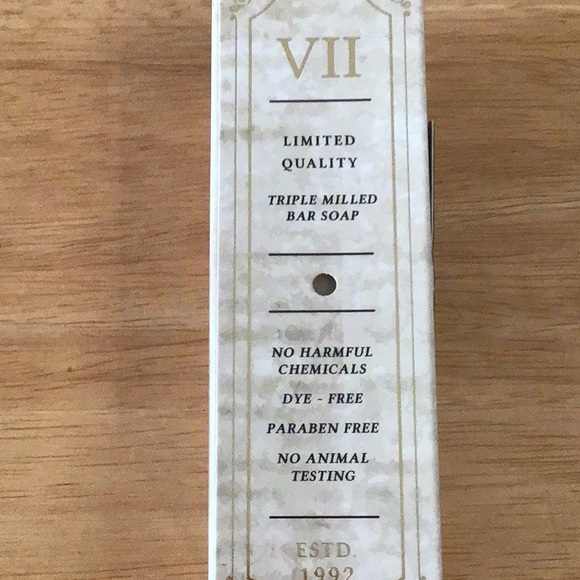 VII
LIMITED
QUALITY
TRIPLE MILLED
BAR SOAP
NO HARMFUL
CHEMICALS
DYE - FREE
PARABEN FREE
NO ANIMAL
TESTING
ESTD.
1992